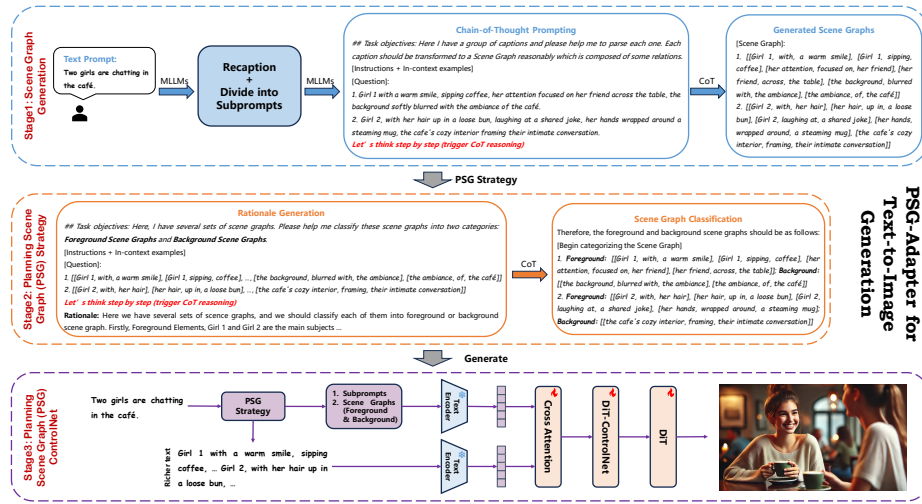 Stage1: Scene Graph
Generation
Text Prompt:
Two girls are chatting in
the café.
MLLMs
Recaption
+
Divide into
Subprompts
MLLMs
Chain-of-Thought Prompting
## Task objectives: Here I have a group of captions and please help me to parse each one. Each
caption should be transformed to a Scene Graph reasonably which is composed of some relations.
[Instructions + In-context examples]
[Question]:
1. Girl 1 with a warm smile, sipping coffee, her attention focused on her friend across the table, the
background softly blurred with the ambiance of the café.
2. Girl 2, with her hair up in a loose bun, laughing at a shared joke, her hands wrapped around a
steaming mug, the cafe's cozy interior framing their intimate conversation.
Let's think step by step (trigger CoT reasoning)
CoT
Generated Scene Graphs
[Scene Graph]:
1. [[Girl 1, with, a warm smile], [Girl 1, sipping,
coffee], [her attention, focused on, her friend],
[her friend, across, the table], [the background, blurred
with, the ambiance], [the ambiance, of, the café]]
2. [[Girl 2, with, her hair], [her hair, up in, a loose
bun], [Girl 2, laughing at, a shared joke], [her hands,
wrapped around, a steaming mug], [the cafe's cozy
interior, framing, their intimate conversation]]
PSG Strategy
Stage2: Planning Scene
Graph (PSG) Strategy
Rationale Generation
## Task objectives: Here, I have several sets of scene graphs. Please help me classify these scene graphs into two categories:
Foreground Scene Graphs and Background Scene Graphs.
[Instructions + In-context examples]
[Question]:
1. [[Girl 1, with, a warm smile], [Girl 1, sipping, coffee], ..., [the background, blurred with, the ambiance], [the ambiance, of, the café]]
2. [[Girl 2, with, her hair], [her hair, up in, a loose bun], ..., [the cafe's cozy interior, framing, their intimate conversation]]
Let's think step by step (trigger CoT reasoning)
Rationale: Here we have several sets of scence graphs, and we should classify each of them into foreground or background
scene graph. Firstly, Foreground Elements, Girl 1 and Girl 2 are the main subjects ...
CoT
Scene Graph Classification
Therefore, the foreground and background scene graphs should be as follows:
[Begin categorizing the Scene Graph]
1. Foreground: [[Girl 1, with, a warm smile], [Girl 1, sipping, coffee], [her
attention, focused on, her friend], [her friend, across, the table]]; Background:
[[the background, blurred with, the ambiance], [the ambiance, of, the café]]
2. Foreground: [[Girl 2, with, her hair], [her hair, up in, a loose bun], [Girl 2,
laughing at, a shared joke], [her hands, wrapped around, a steaming mug];
Background: [[the cafe's cozy interior, framing, their intimate conversation]]
PSG-Adapter for
Text-to-Image
Generation
Generate
Stage3: Planning
Scene Graph (PSG)
ControlNet
Two girls are chatting
in the café.
PSG
Strategy
1. Subprompts
2. Scene Graphs
(Foreground
& Background)
Text
Encoder
Richer text
Girl 1 with a warm smile, sipping
coffee, ... Girl 2, with her hair up in
a loose bun, ...
Text
Encoder
Cross Attention
DiT-ControlNet
DiT